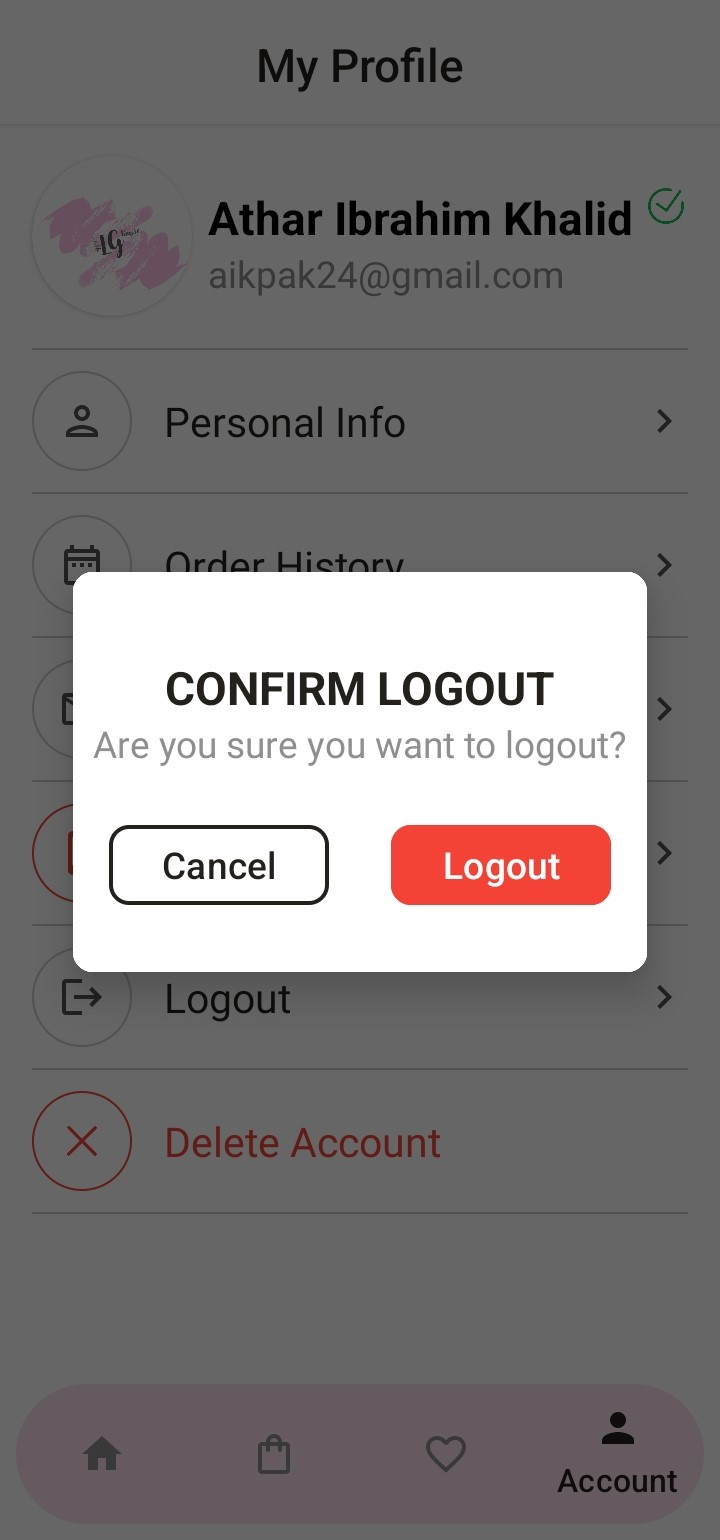 My Profile
Athar Ibrahim Khalid
aikpak24@gmail.com
Personal Info
Order History
CONFIRM LOGOUT
Are you sure you want to logout?
Cancel
Logout
Logout
Delete Account
Account